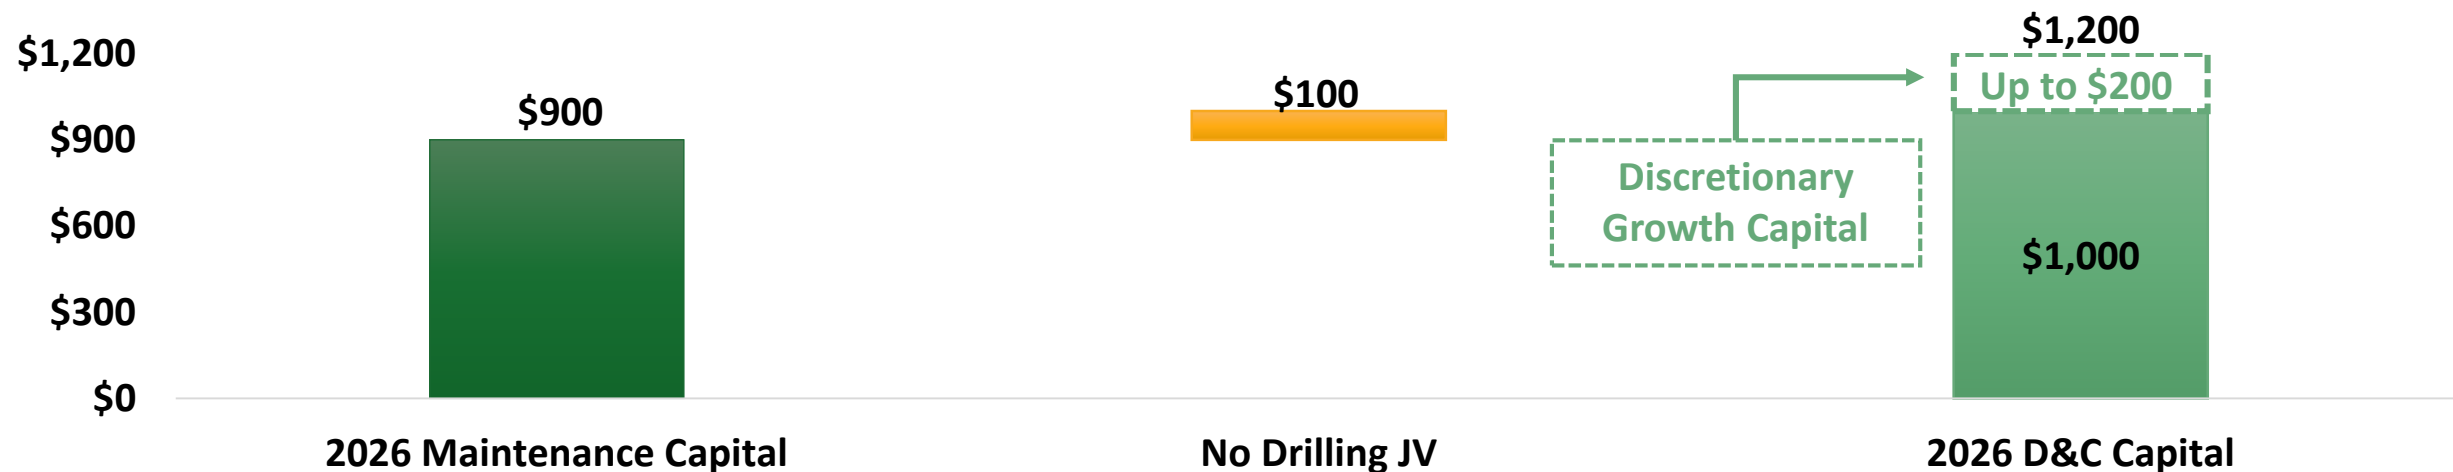 $1,200
$900
$600
$300
$0
$900
$100
Discretionary
Growth Capital
$1,200
Up to $200
$1,000
2026 Maintenance Capital
No Drilling JV
2026 D&C Capital